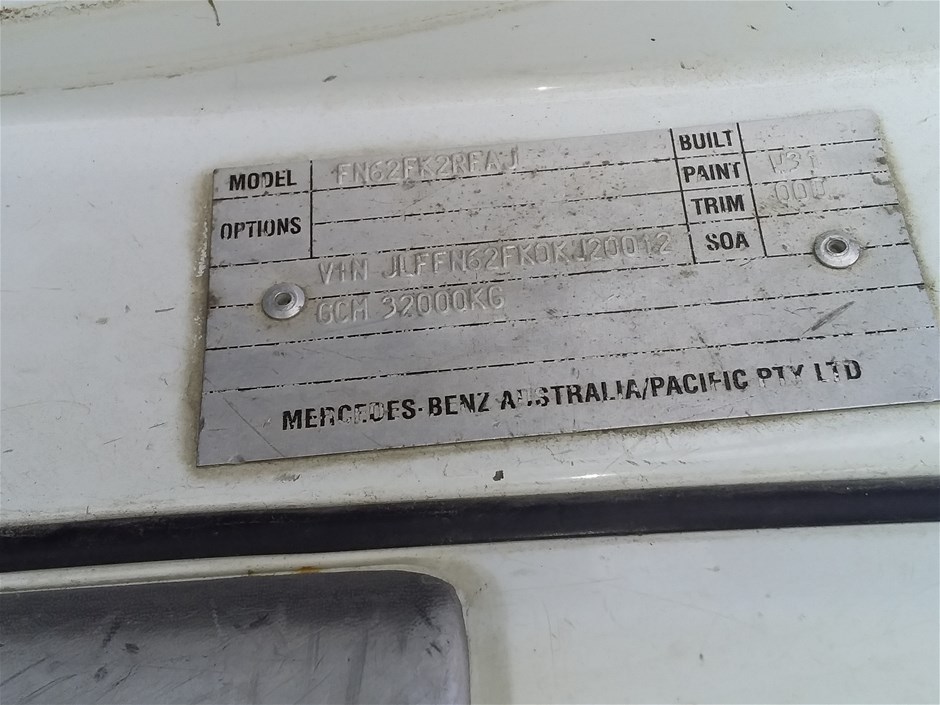 MODEL FN62FK2RFAJ
OPTIONS
BUILT
PAINT W31
TRIM 000
SOA
VIN JLFFN62FK0KJ20012
GCM 32000KG
MERCEDES-BENZ AUSTRALIA/PACIFIC PTY LTD